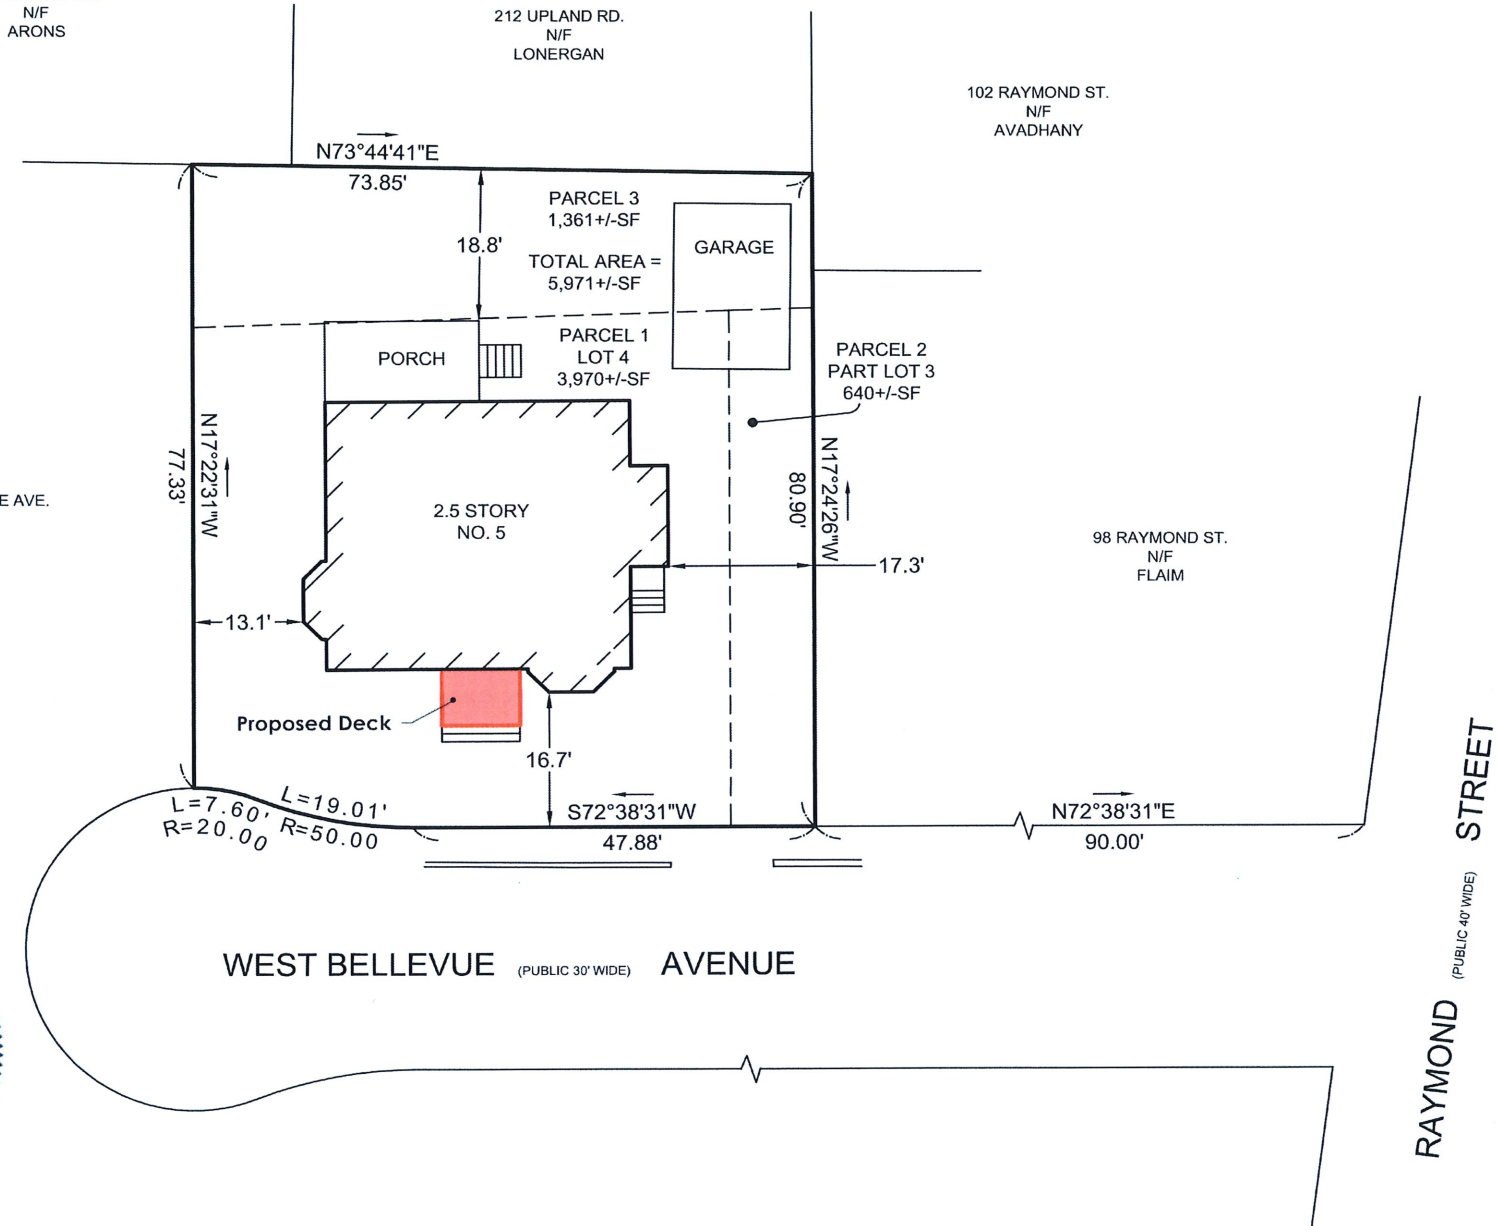 N/F
ARONS
212 UPLAND RD.
N/F
LONERGAN
102 RAYMOND ST.
N/F
AVADHANY
N73°44'41"E
73.85'
PARCEL 3
1,361+/-SF
18.8'
GARAGE
TOTAL AREA =
5,971+/-SF
PARCEL 1
LOT 4
3,970+/-SF
PORCH
PARCEL 2
PART LOT 3
640+/-SF
N17°22'31"W
77.33'
N17°24'26"W
80.90'
E AVE.
2.5 STORY
NO. 5
98 RAYMOND ST.
N/F
FLAIM
17.3'
13.1'
Proposed Deck
16.7'
L=7.60'
R=20.00
L=19.01'
R=50.00
S72°38'31"W
47.88'
N72°38'31"E
90.00'
WEST BELLEVUE (PUBLIC 30' WIDE) AVENUE
RAYMOND (PUBLIC 40' WIDE) STREET